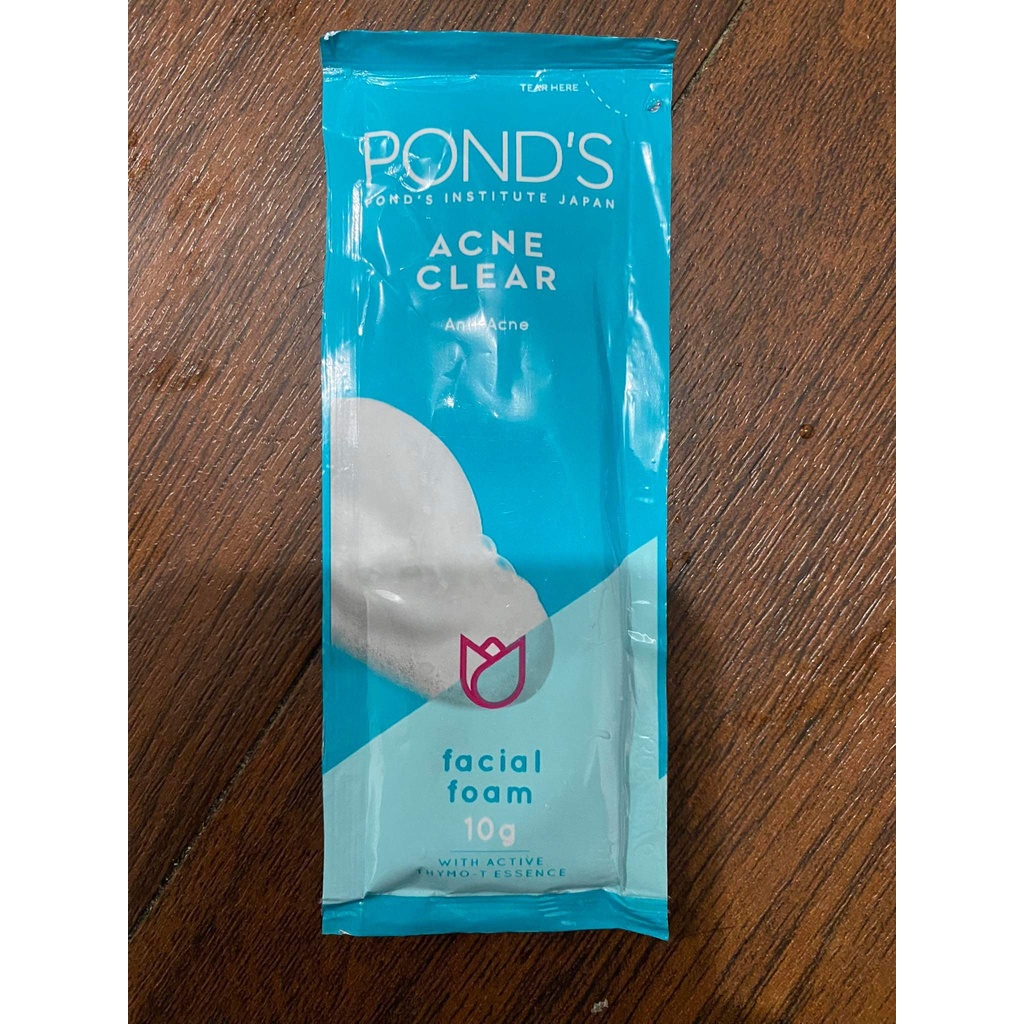 TEAR HERE
POND'S
POND'S INSTITUTE JAPAN
ACNE
CLEAR
Anti-Acne
facial
foam
10g
WITH ACTIVE
THYMO-T ESSENCE